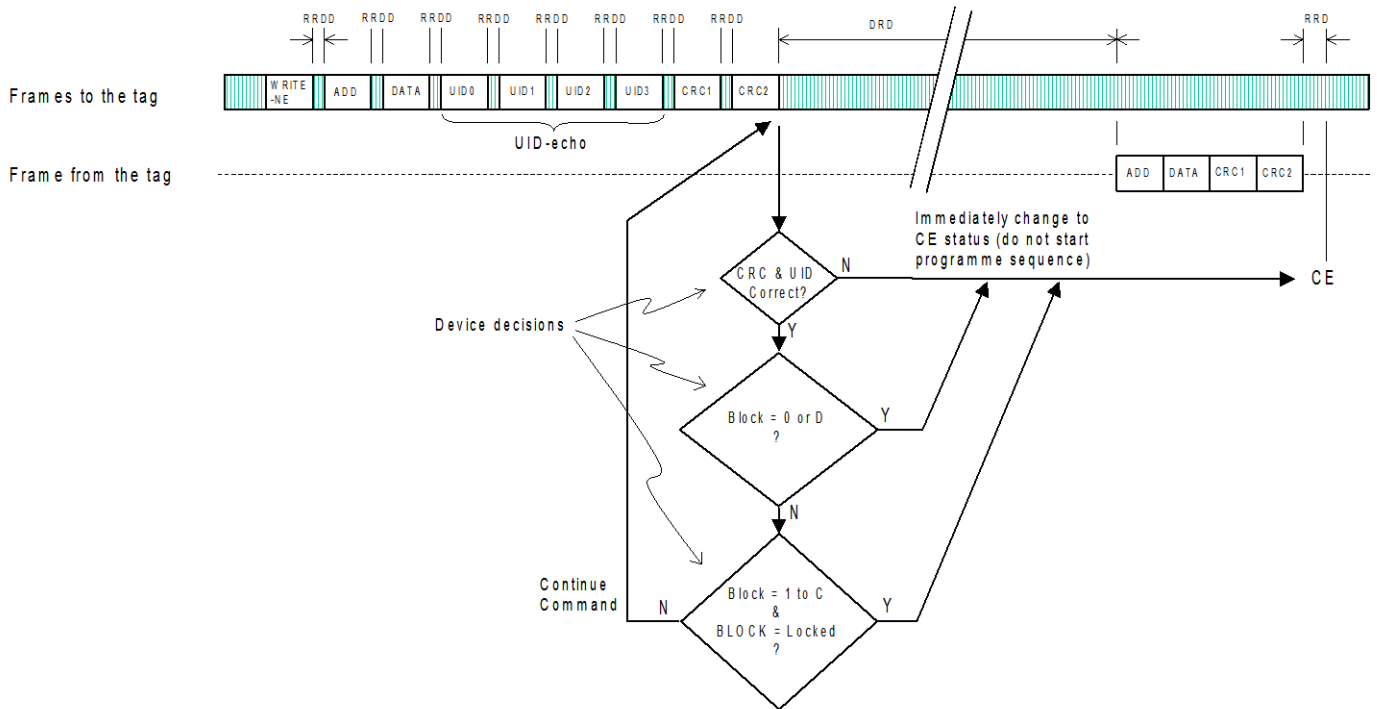 RRDD RRDD RRDD RRDD RRDD RRDD RRDD RRDD DRD RRD
Frames to the tag
WRITE
-NE
ADD DATA UID0 UID1 UID2 UID3 CRC1 CRC2
UID-echo
Frame from the tag
ADD DATA CRC1 CRC2
Immediately change to
CE status (do not start
programme sequence)
CRC & UID
Correct?
N
CE
Y
Device decisions
Block = 0 or D
?
Y
N
Continue
Command
N
Block = 1 to C
&
BLOCK = Locked
?
Y